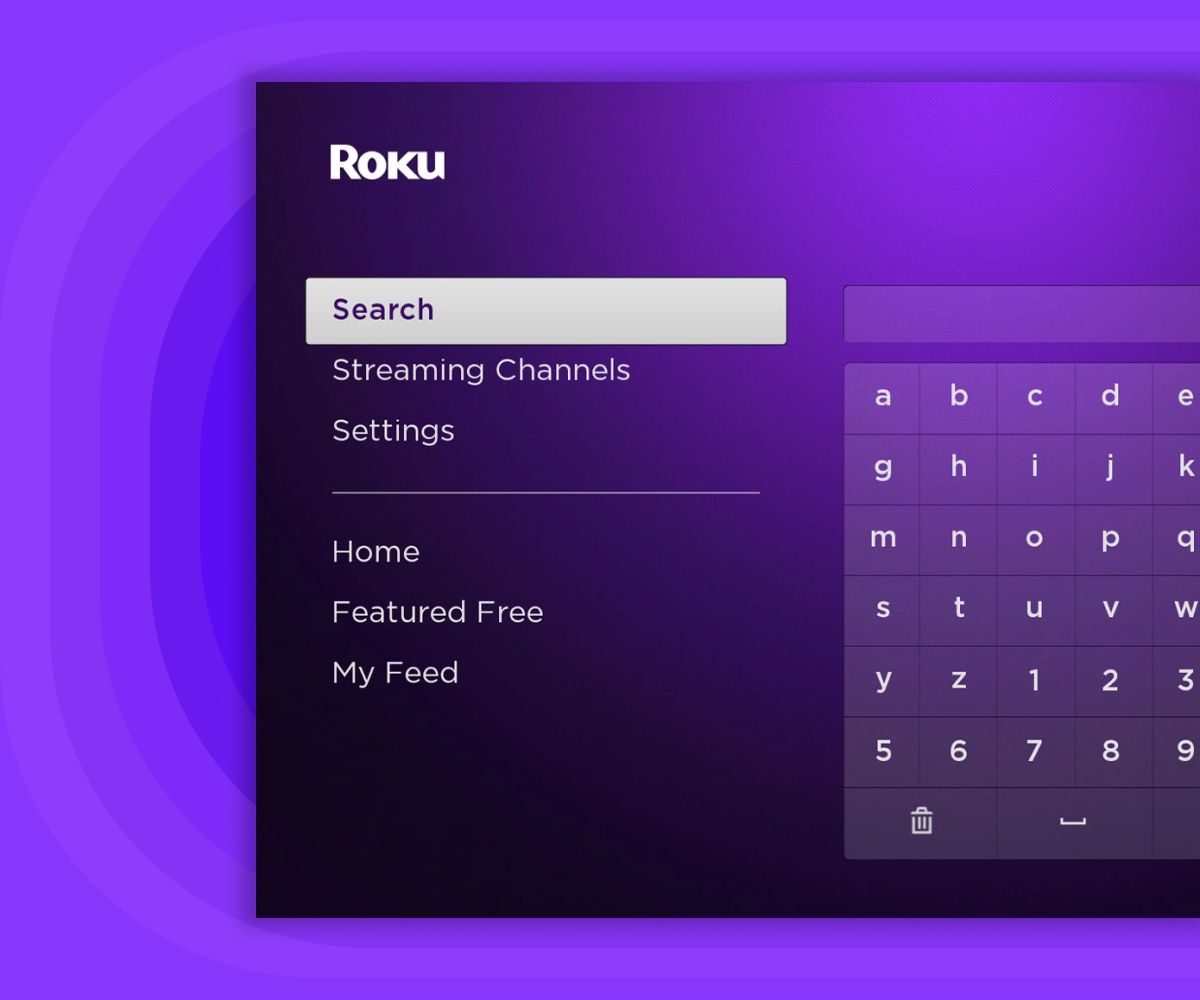 Roku
Search
Streaming Channels
Settings
Home
Featured Free
My Feed
a b c d e
g h i j k
m n o p q
s t u v w
y z 1 2 3
5 6 7 8 9